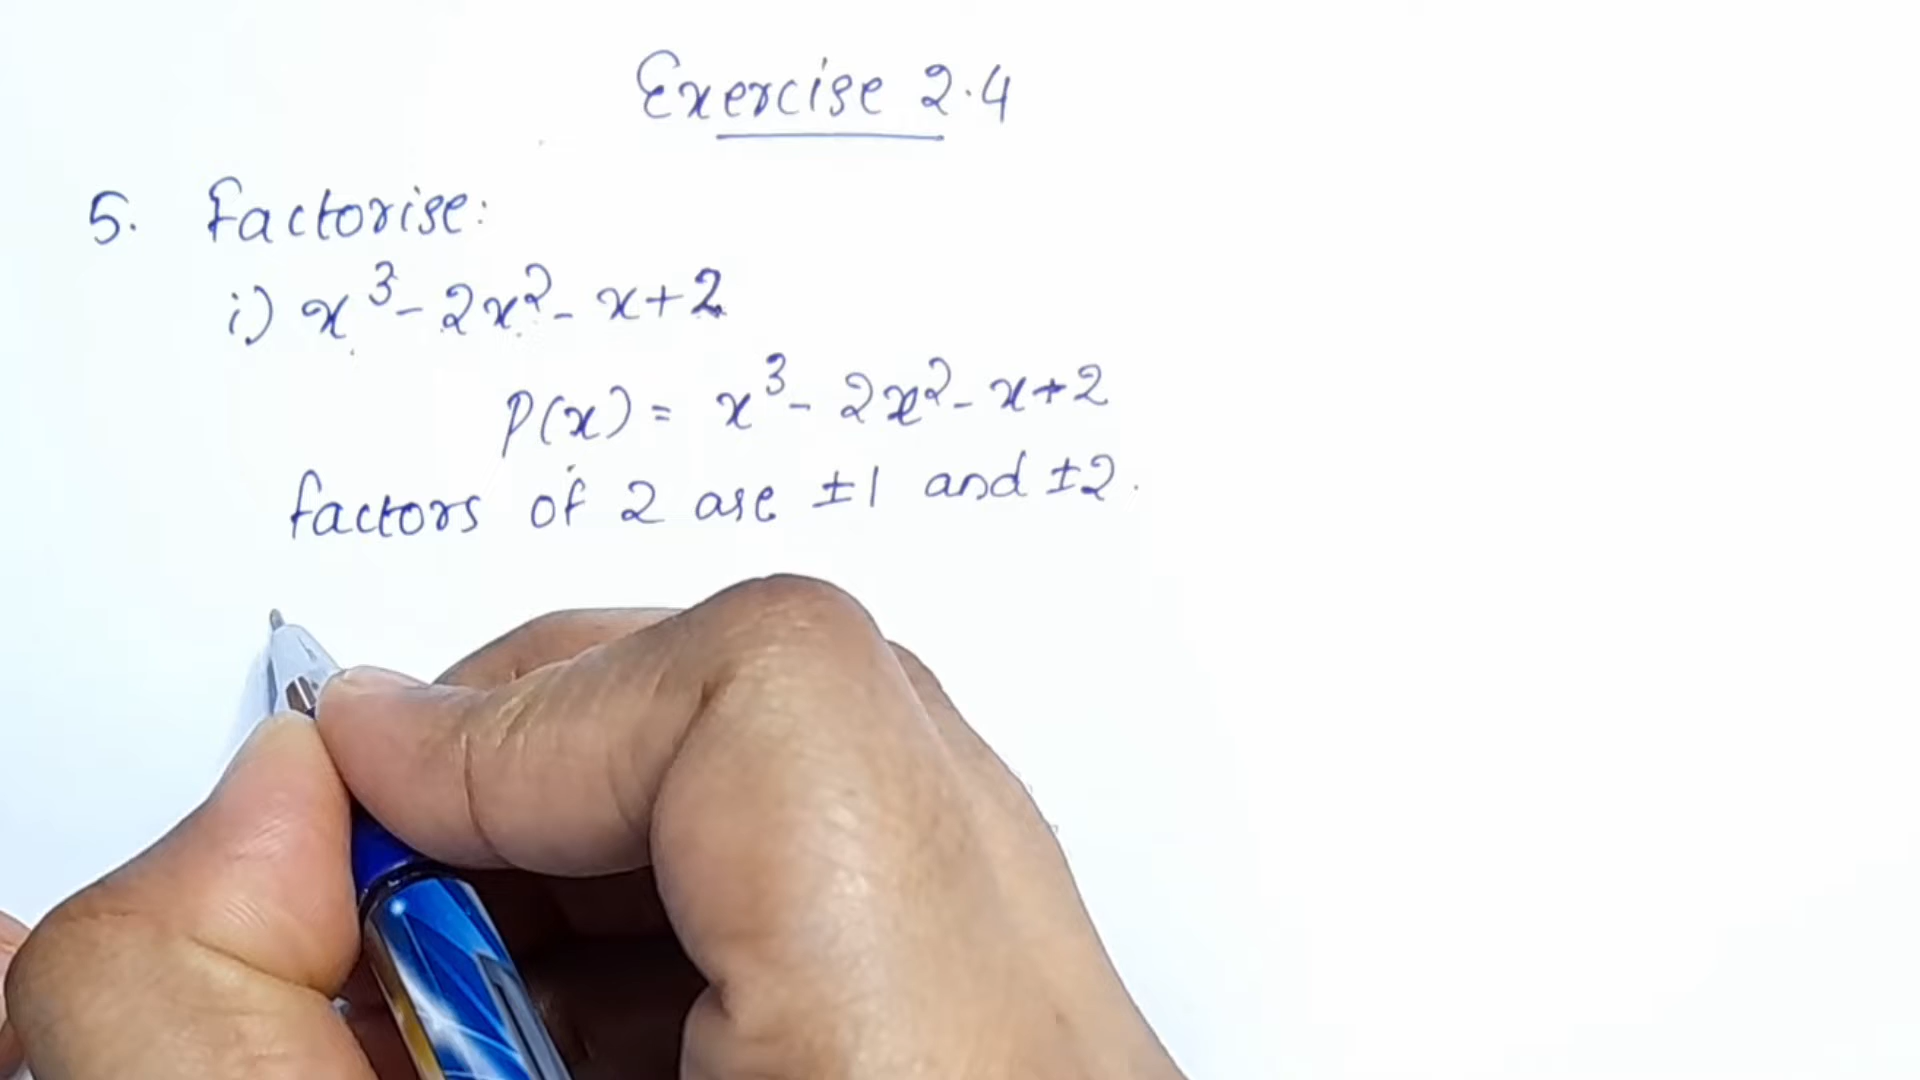 Exercise 2.4
5. Factorise:
i) x³- 2x²- x+2
P(x) = x³- 2x²- x+2
factors of 2 are ±1 and ±2.